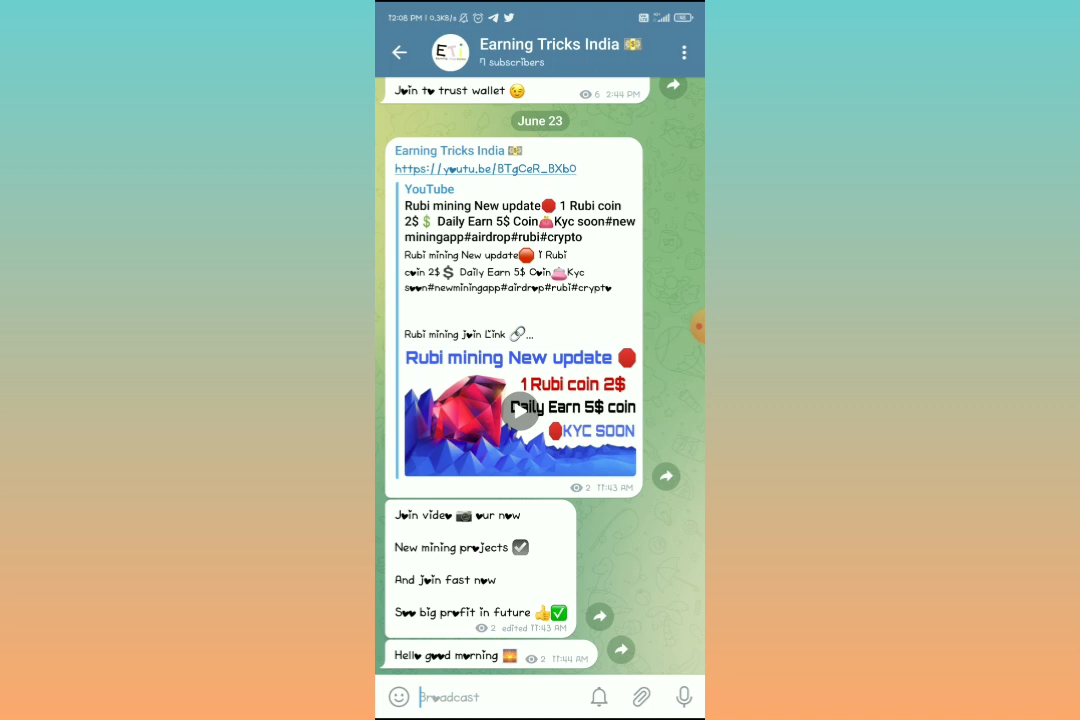 12:08 PM | 0.3KB/s
Earning Tricks India 💵
7 subscribers
Join to trust wallet 😉
6 2:44 PM
June 23
Earning Tricks India 💵
https://youtu.be/BTgCeR_BXb0
YouTube
Rubi mining New update🛑 1 Rubi coin
2$💲 Daily Earn 5$ Coin👛Kyc soon#new
miningapp#airdrop#rubi#crypto
Rubi mining New update🛑 1 Rubi
coin 2$💲 Daily Earn 5$ Coin👛Kyc
soon#newminingapp#airdrop#rubi#crypto
Rubi mining join Link 🔗...
Rubi mining New update 🛑
1 Rubi coin 2$
Daily Earn 5$ coin
🛑KYC SOON
2 11:43 AM
Join video 📷 our now
New mining projects ☑️
And join fast now
Soo big profit in future 👍✅
2 edited 11:43 AM
Hello good morning 🌅
2 11:44 AM
Broadcast